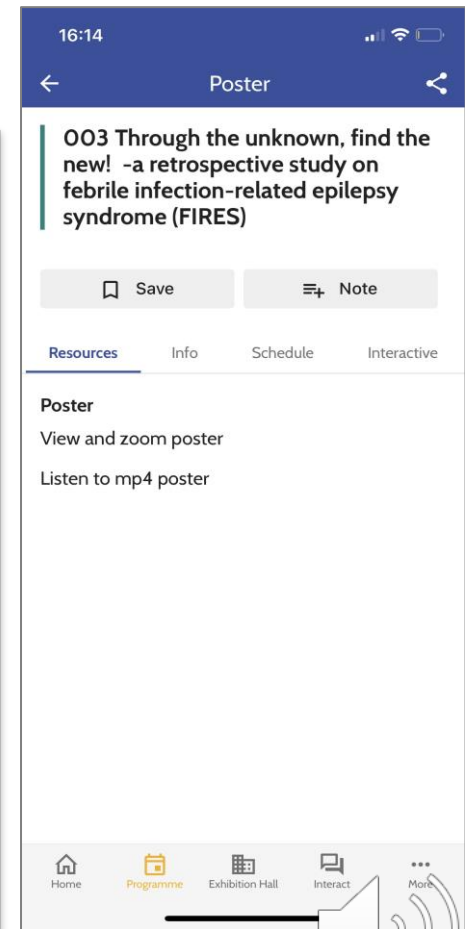 16:14
Poster
003 Through the unknown, find the
new! -a retrospective study on
febrile infection-related epilepsy
syndrome (FIRES)
Save
Note
Resources
Info
Schedule
Interactive
Poster
View and zoom poster
Listen to mp4 poster
Home
Programme
Exhibition Hall
Interact
More